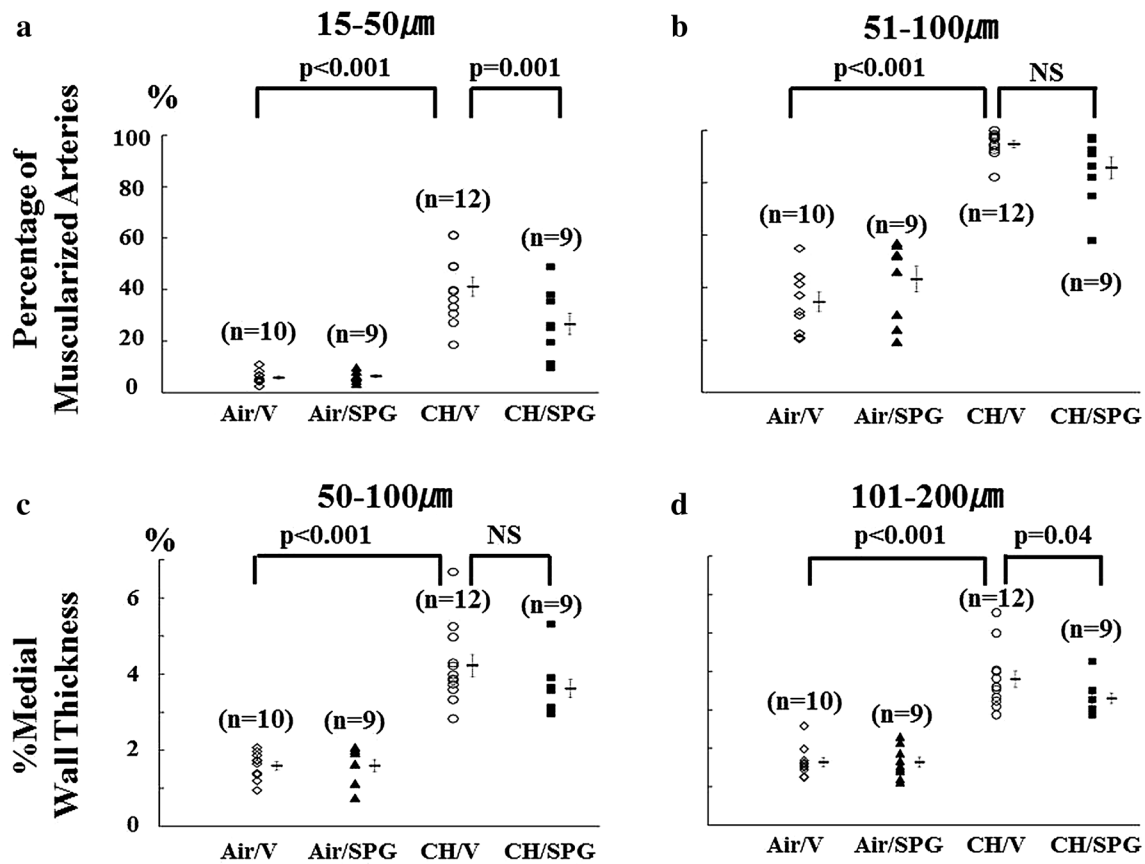 a
15-50㎛
p<0.001
p=0.001
%
Percentage of
Muscularized Arteries
100
80
60
40
20
0
(n=10)
(n=9)
(n=12)
(n=9)
Air/V
Air/SPG
CH/V
CH/SPG
b
51-100㎛
p<0.001
NS
(n=10)
(n=9)
(n=12)
(n=9)
Air/V
Air/SPG
CH/V
CH/SPG
c
50-100㎛
p<0.001
NS
%
%Medial
Wall Thickness
6
4
2
0
(n=10)
(n=9)
(n=12)
(n=9)
Air/V
Air/SPG
CH/V
CH/SPG
d
101-200㎛
p<0.001
p=0.04
(n=10)
(n=9)
(n=12)
(n=9)
Air/V
Air/SPG
CH/V
CH/SPG